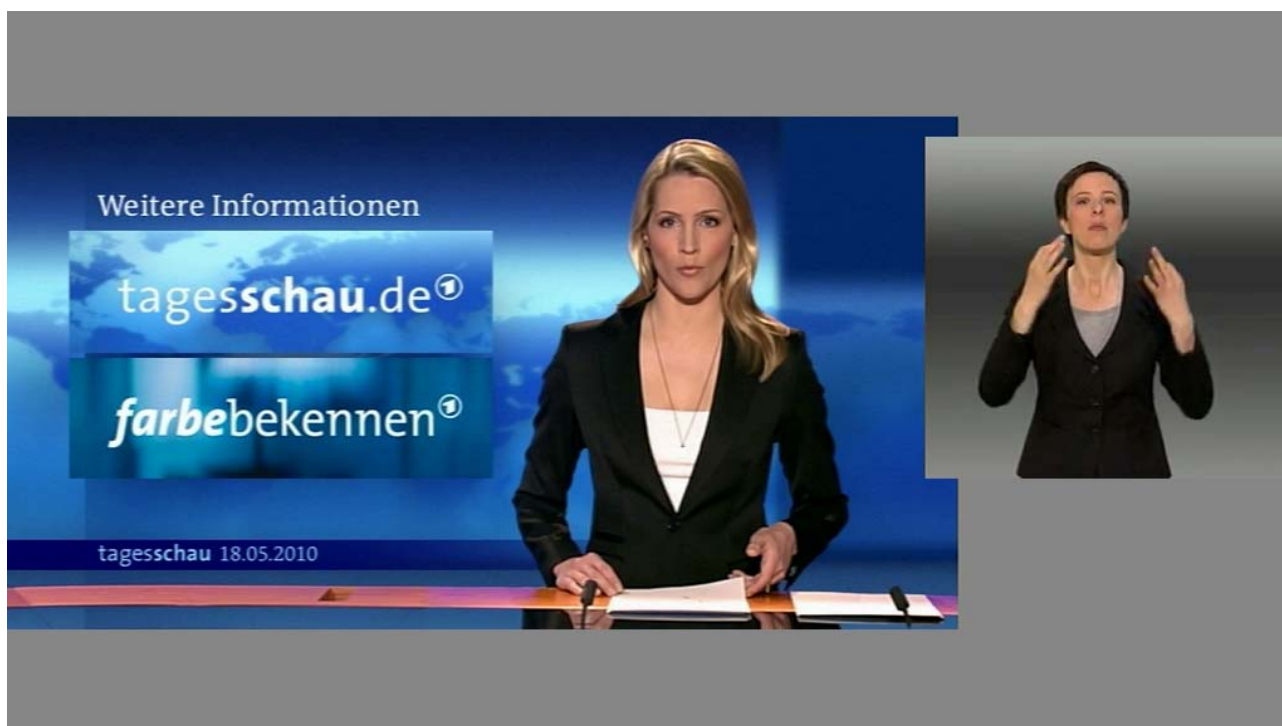 Weitere Informationen
tagesschau.de
farbebekennen
tagesschau 18.05.2010